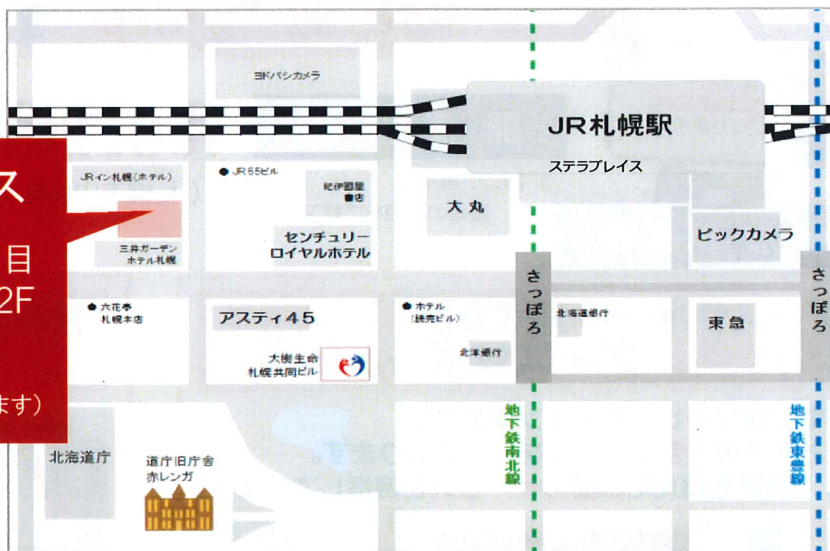 ヨドバシカメラ
JR札幌駅
ステラプレイス
JRイン札幌(ホテル)
● JR55ビル
紀伊國屋
書店
大丸
ス
三井ガーデン
ホテル札幌
センチュリー
ロイヤルホテル
ビックカメラ
目
2F
さっぽろ
さっぽろ
● 六花亭
札幌本店
アスティ45
● ホテル
(読売ビル)
北海道銀行
東急
大樹生命
札幌共同ビル
北洋銀行
ます)
地下鉄南北線
地下鉄東豊線
北海道庁
道庁旧庁舎
赤レンガ